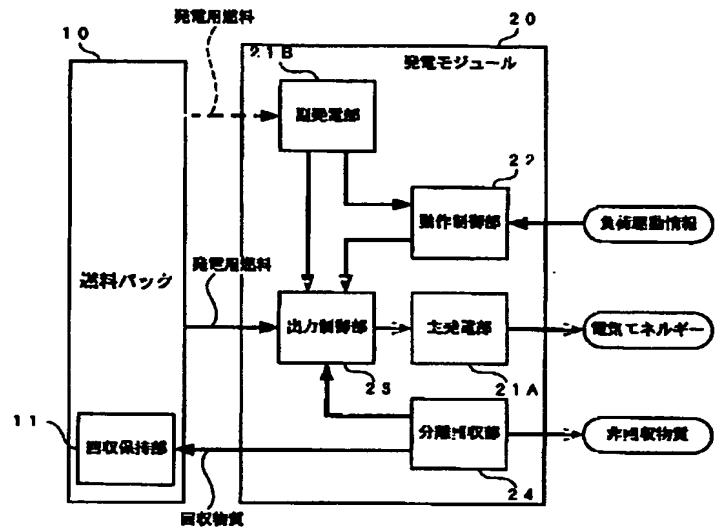 発電用燃料
10
20
21B
発電モジュール
副発電部
22
動作制御部
負荷駆動情報
発電用燃料
燃料パック
出力制御部
主発電部
電気エネルギー
23
21A
11
回収保持部
分離回収部
非回収物質
24
回収物質